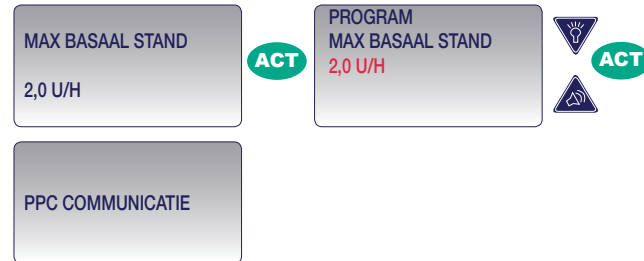 MAX BASAAL STAND
2,0 U/H
ACT
PROGRAM
MAX BASAAL STAND
2,0 U/H
ACT
PPC COMMUNICATIE